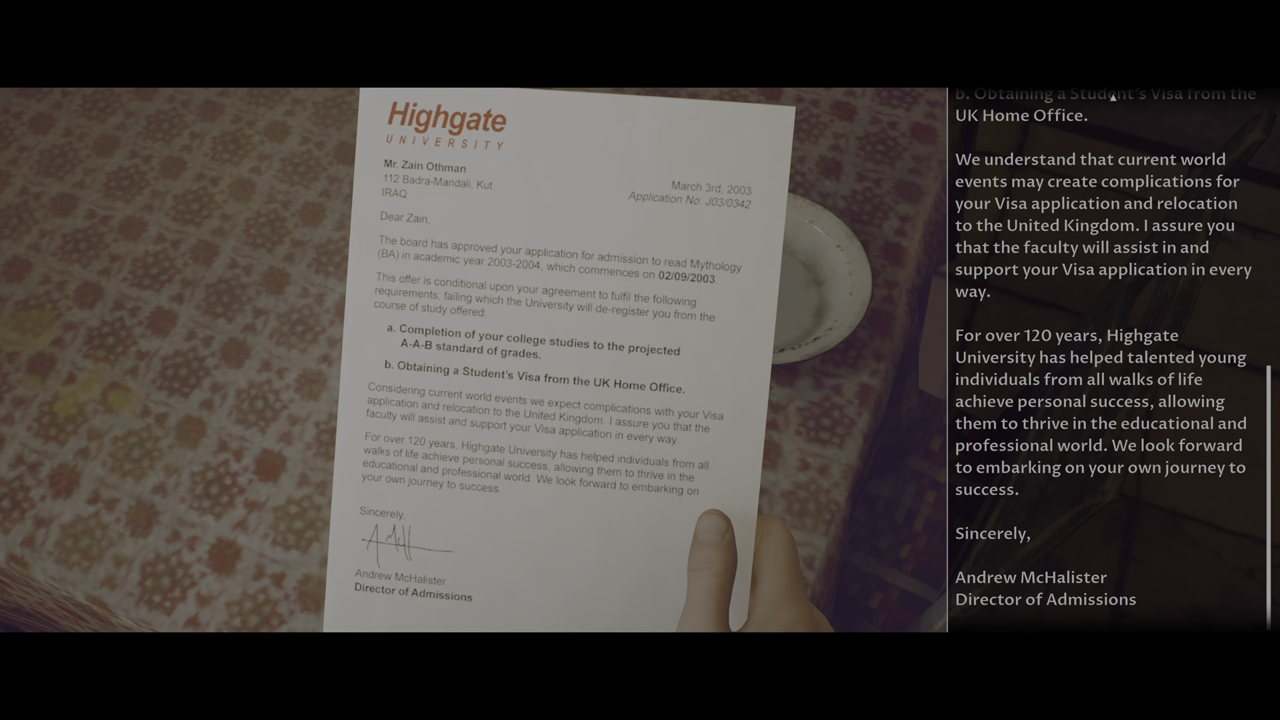 Highgate
UNIVERSITY
Mr. Zain Othman
112 Badra-Mandali, Kut
IRAQ
March 3rd, 2003
Application No: J03/0342
Dear Zain,
The board has approved your application for admission to read Mythology
(BA) in academic year 2003-2004, which commences on 02/09/2003
This offer is conditional upon your agreement to fulfil the following
requirements, failing which the University will de-register you from the
course of study offered:
a. Completion of your college studies to the projected
A-A-B standard of grades.
b. Obtaining a Student's Visa from the UK Home Office.
Considering current world events we expect complications with your Visa
application and relocation to the United Kingdom. I assure you that the
faculty will assist and support your Visa application in every way.
For over 120 years, Highgate University has helped individuals from all
walks of life achieve personal success, allowing them to thrive in the
educational and professional world. We look forward to embarking on
your own journey to success.
Sincerely,
Andrew McHalister
Director of Admissions
b. Obtaining a Student's Visa from the
UK Home Office.
We understand that current world
events may create complications for
your Visa application and relocation
to the United Kingdom. I assure you
that the faculty will assist in and
support your Visa application in every
way.
For over 120 years, Highgate
University has helped talented young
individuals from all walks of life
achieve personal success, allowing
them to thrive in the educational and
professional world. We look forward
to embarking on your own journey to
success.
Sincerely,
Andrew McHalister
Director of Admissions